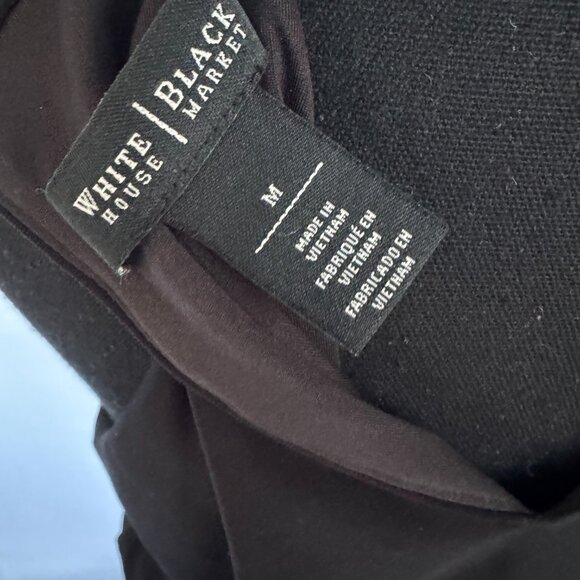 WHITE | BLACK
HOUSE | MARKET
M
MADE IN
VIETNAM
FABRIQUÉ EN
VIETNAM
FABRICADO EN
VIETNAM